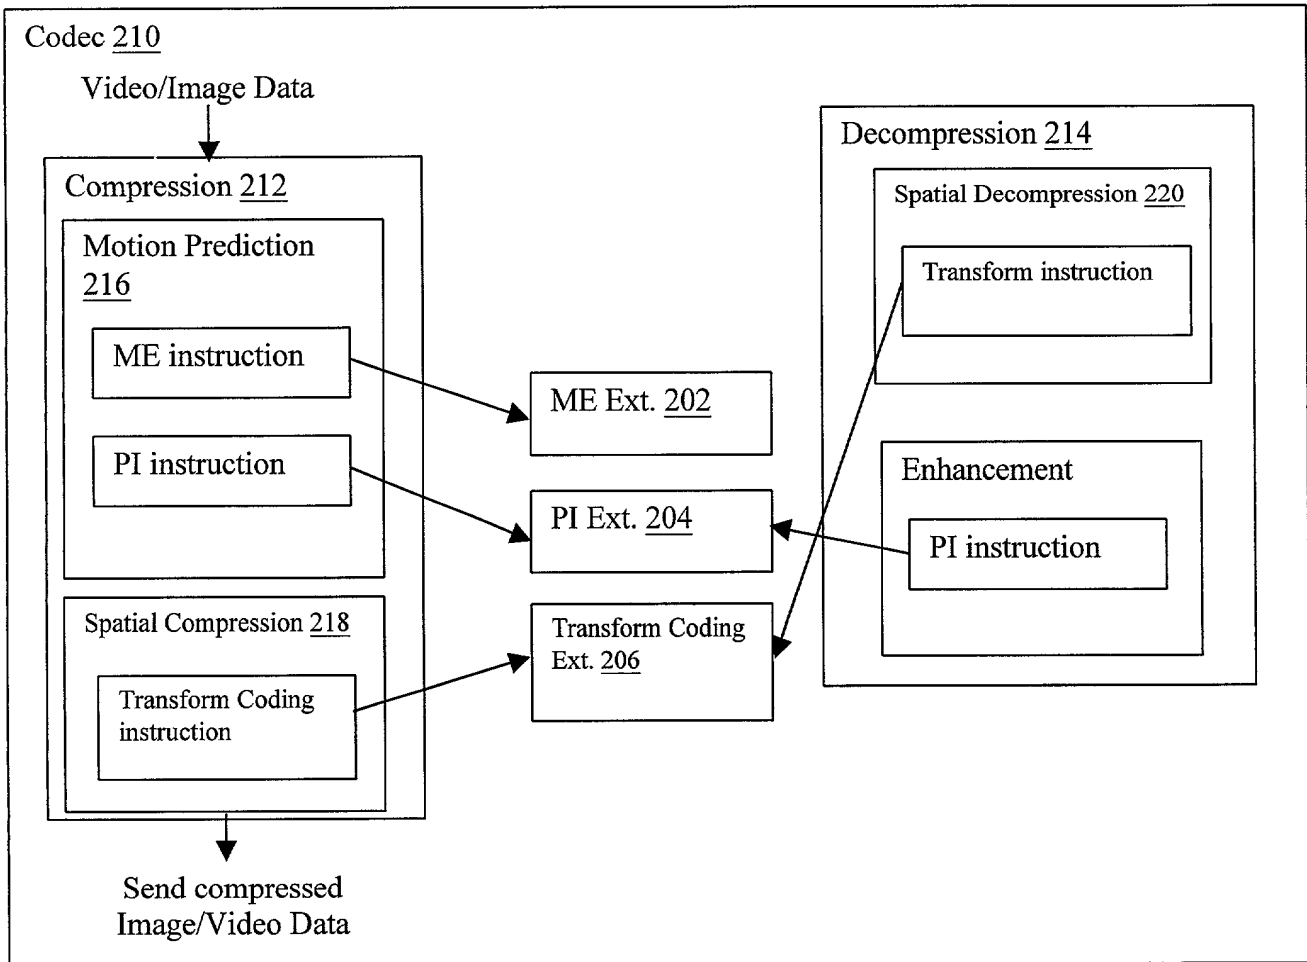 Codec 210
Video/Image Data
Compression 212
Motion Prediction
216
ME instruction
PI instruction
Spatial Compression 218
Transform Coding
instruction
Send compressed
Image/Video Data
ME Ext. 202
PI Ext. 204
Transform Coding
Ext. 206
Decompression 214
Spatial Decompression 220
Transform instruction
Enhancement
PI instruction